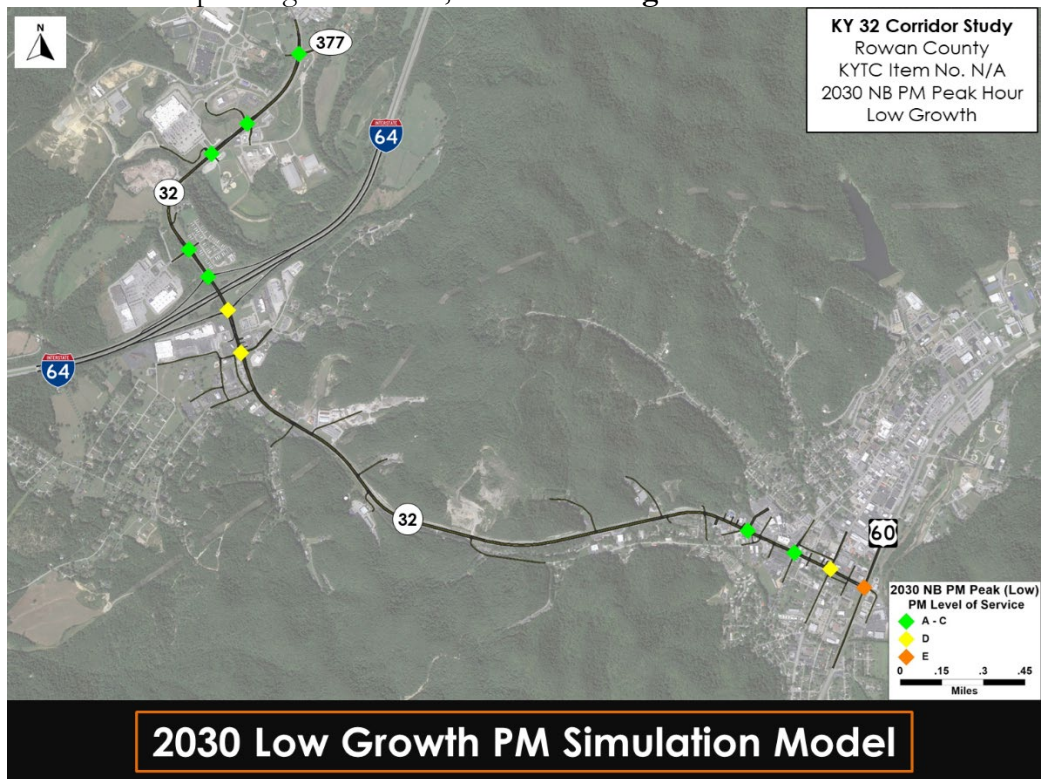 N
377
KY 32 Corridor Study
Rowan County
KYTC Item No. N/A
2030 NB PM Peak Hour
Low Growth
INTERSTATE
64
32
INTERSTATE
64
32
60
2030 NB PM Peak (Low)
PM Level of Service
A - C
D
E
0 .15 .3 .45
Miles
2030 Low Growth PM Simulation Model